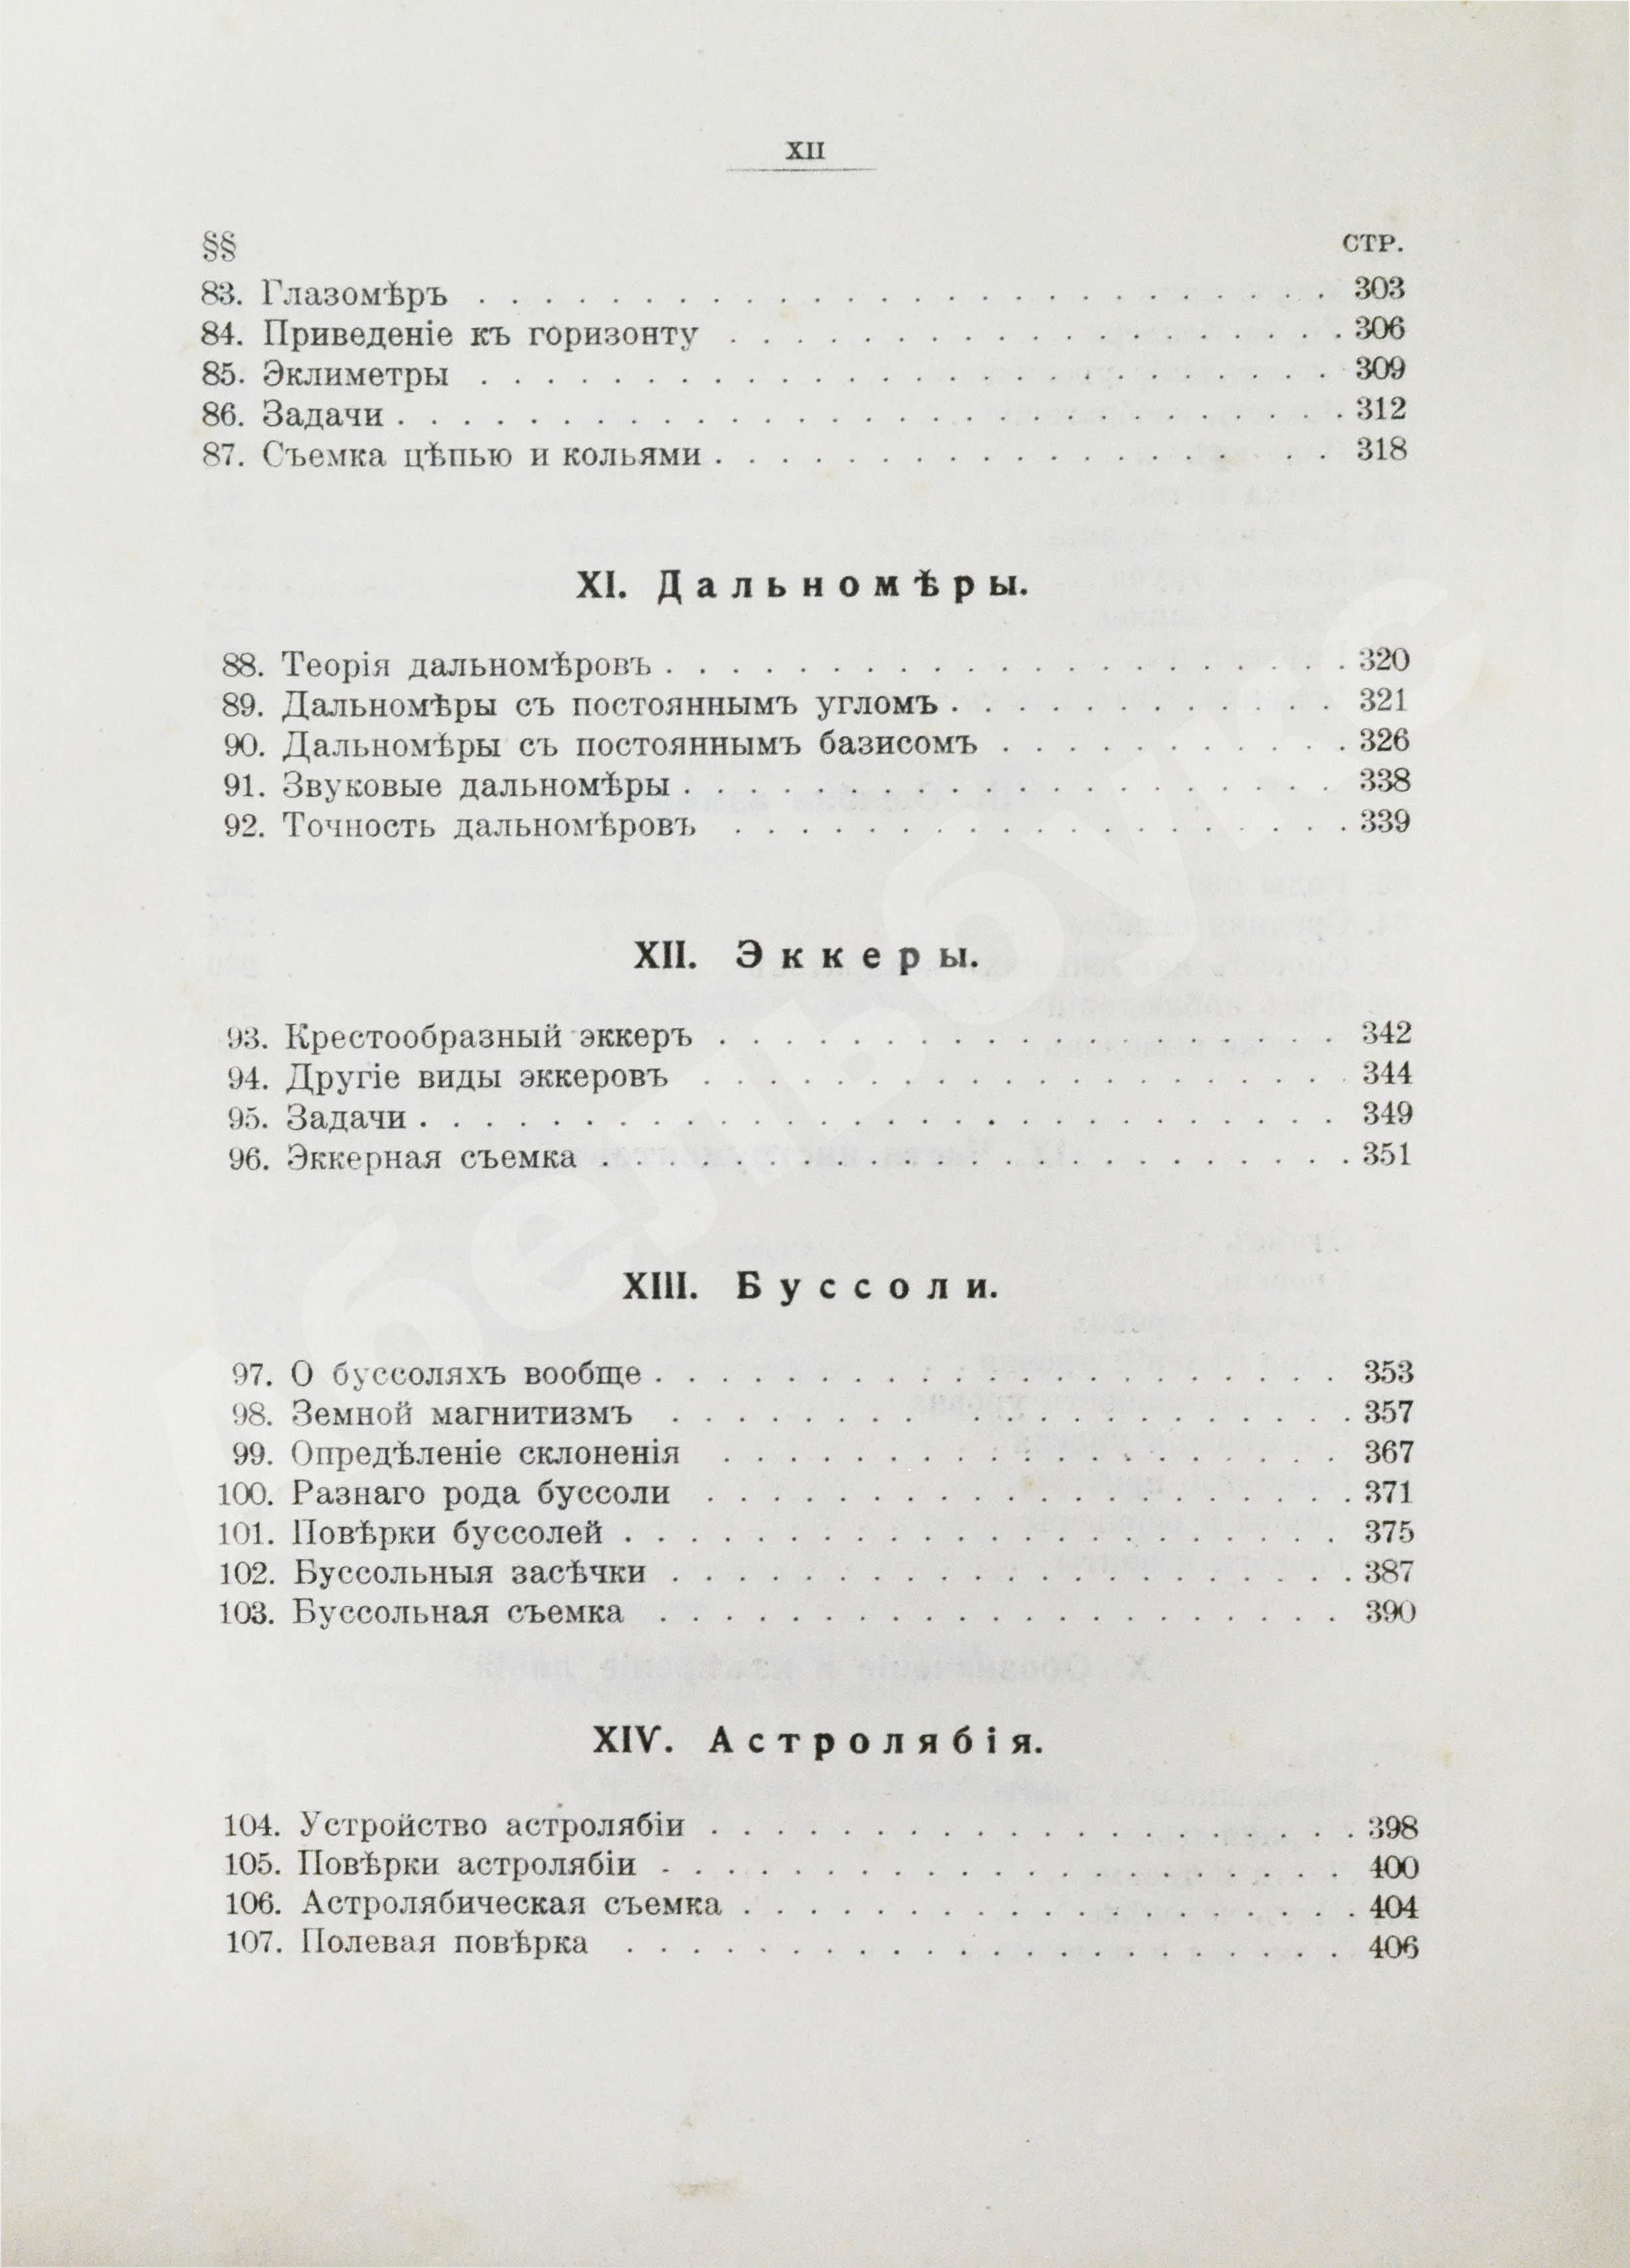 XII
§§ СТР.
83. Глазомѣръ . . . . . . . . . . . . . . . . . . . . . . . . . . 303
84. Приведеніе къ горизонту . . . . . . . . . . . . . . . . . . . 306
85. Эклиметры . . . . . . . . . . . . . . . . . . . . . . . . . . 309
86. Задачи . . . . . . . . . . . . . . . . . . . . . . . . . . . . . 312
87. Съемка цѣпью и кольями . . . . . . . . . . . . . . . . . . 318
XI. Дальномѣры.
88. Теорія дальномѣровъ . . . . . . . . . . . . . . . . . . . . . 320
89. Дальномѣры съ постояннымъ угломъ . . . . . . . . . . . . 321
90. Дальномѣры съ постояннымъ базисомъ . . . . . . . . . . . 326
91. Звуковые дальномѣры . . . . . . . . . . . . . . . . . . . . 338
92. Точность дальномѣровъ . . . . . . . . . . . . . . . . . . . 339
XII. Эккеры.
93. Крестообразный эккеръ . . . . . . . . . . . . . . . . . . . 342
94. Другіе виды эккеровъ . . . . . . . . . . . . . . . . . . . . 344
95. Задачи . . . . . . . . . . . . . . . . . . . . . . . . . . . . 349
96. Эккерная съемка . . . . . . . . . . . . . . . . . . . . . . . 351
XIII. Буссоли.
97. О буссоляхъ вообще . . . . . . . . . . . . . . . . . . . . . 353
98. Земной магнитизмъ . . . . . . . . . . . . . . . . . . . . . 357
99. Опредѣленіе склоненія . . . . . . . . . . . . . . . . . . . 367
100. Разнаго рода буссоли . . . . . . . . . . . . . . . . . . . . 371
101. Повѣрки буссолей . . . . . . . . . . . . . . . . . . . . . . 375
102. Буссольныя засѣчки . . . . . . . . . . . . . . . . . . . . . 387
103. Буссольная съемка . . . . . . . . . . . . . . . . . . . . . 390
XIV. Астролябія.
104. Устройство астролябіи . . . . . . . . . . . . . . . . . . . . 398
105. Повѣрки астролябіи . . . . . . . . . . . . . . . . . . . . . 400
106. Астролябическая съемка . . . . . . . . . . . . . . . . . . . 404
107. Полевая повѣрка . . . . . . . . . . . . . . . . . . . . . . 406